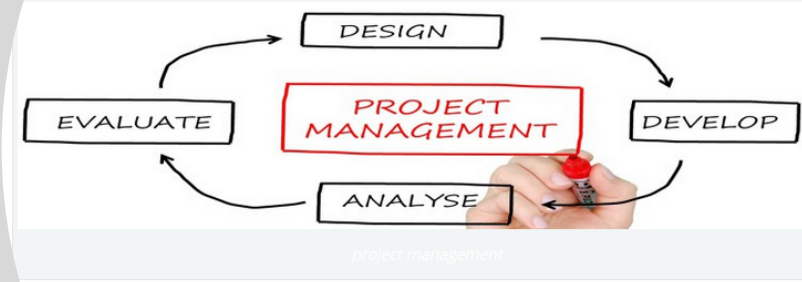 DESIGN
EVALUATE
PROJECT
MANAGEMENT
DEVELOP
ANALYSE
project management